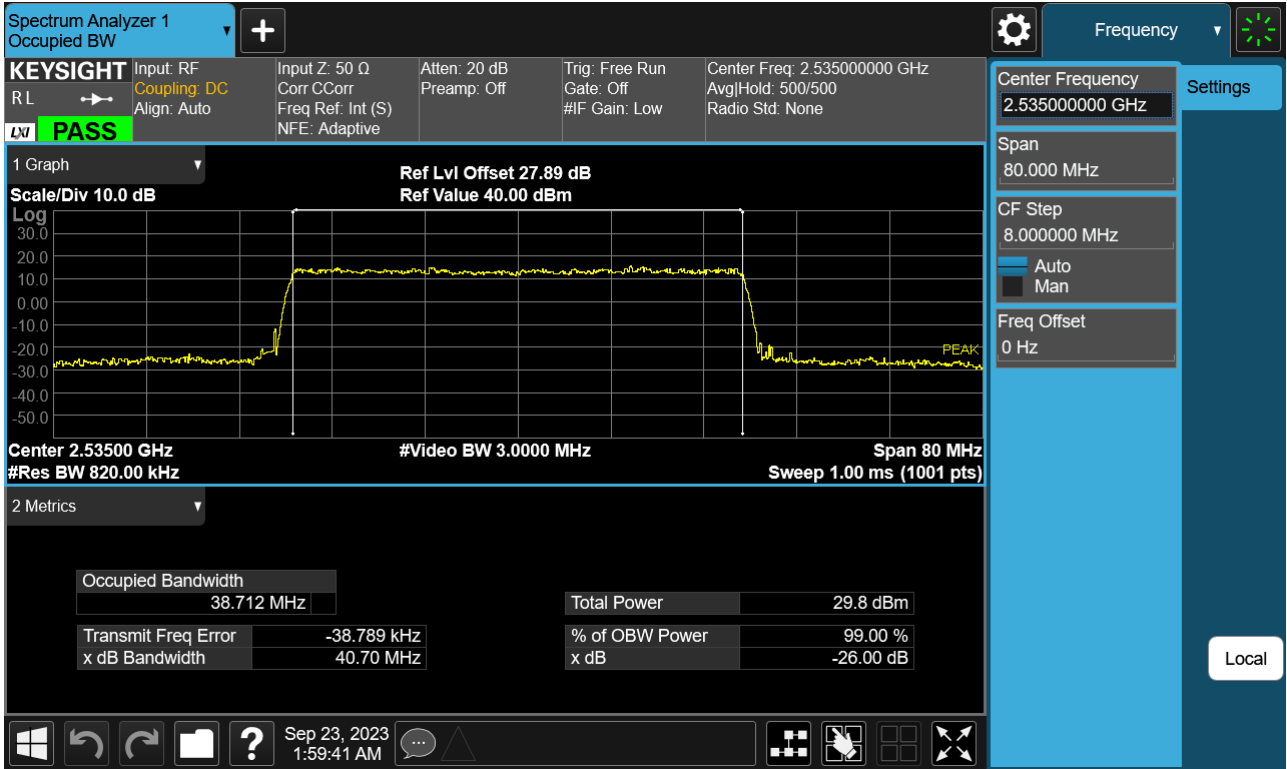 Spectrum Analyzer 1
Occupied BW
▼
+
Frequency
▼
KEYSIGHT
R L
LXI
PASS
Input: RF
Coupling: DC
Align: Auto
Input Z: 50 Ω
Corr CCorr
Freq Ref: Int (S)
NFE: Adaptive
Atten: 20 dB
Preamp: Off
Trig: Free Run
Gate: Off
#IF Gain: Low
Center Freq: 2.535000000 GHz
Avg|Hold: 500/500
Radio Std: None
Center Frequency
2.535000000 GHz
Settings
Span
80.000 MHz
CF Step
8.000000 MHz
Auto
Man
Freq Offset
0 Hz
Local
1 Graph ▼
Scale/Div 10.0 dB
Ref Lvl Offset 27.89 dB
Ref Value 40.00 dBm
Log
30.0
20.0
10.0
0.00
-10.0
-20.0
-30.0
-40.0
-50.0
PEAK
Center 2.53500 GHz
#Video BW 3.0000 MHz
Span 80 MHz
#Res BW 820.00 kHz
Sweep 1.00 ms (1001 pts)
2 Metrics ▼
Occupied Bandwidth
38.712 MHz
Total Power 29.8 dBm
Transmit Freq Error -38.789 kHz
% of OBW Power 99.00 %
x dB Bandwidth 40.70 MHz
x dB -26.00 dB
?
Sep 23, 2023
1:59:41 AM